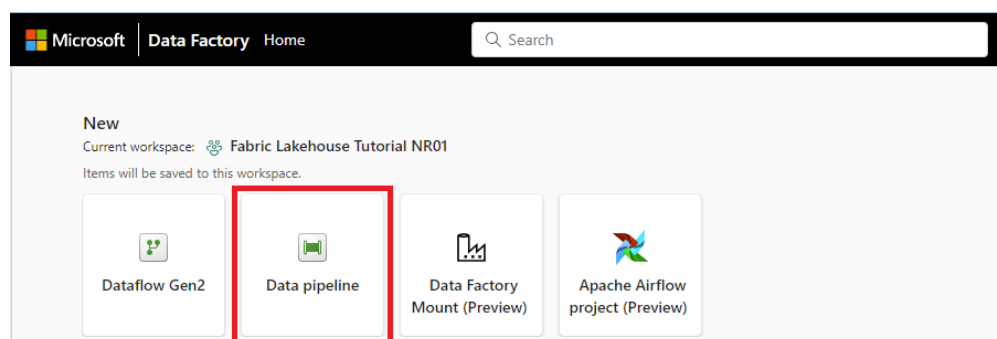 Microsoft Data Factory Home
Search
New
Current workspace: Fabric Lakehouse Tutorial NR01
Items will be saved to this workspace.
Dataflow Gen2
Data pipeline
Data Factory
Mount (Preview)
Apache Airflow
project (Preview)